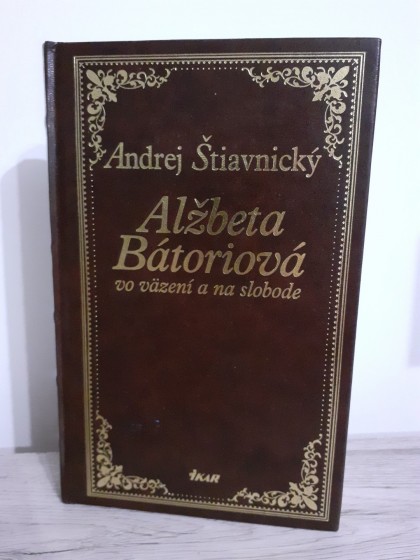 Andrej Štiavnický
Alžbeta
Bátoriová
vo väzení a na slobode
IKAR